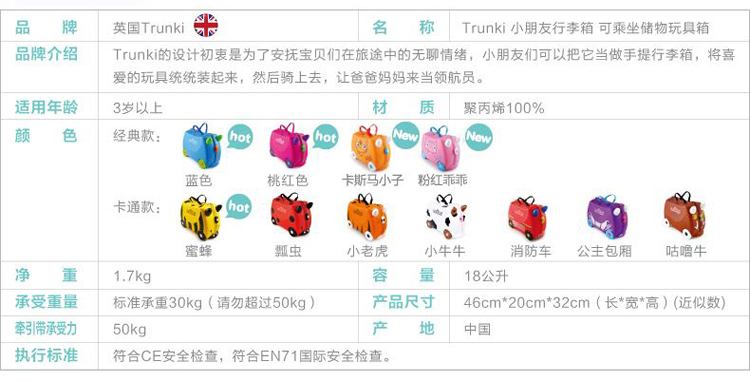 品 牌 英国Trunki 名 称 Trunki 小朋友行李箱 可乘坐储物玩具箱
品牌介绍 Trunki的设计初衷是为了安抚宝贝们在旅途中的无聊情绪，小朋友们可以把它当做手提行李箱，将喜
爱的玩具统统装起来，然后骑上去，让爸爸妈妈来当领航员。
适用年龄 3岁以上 材 质 聚丙烯100%
颜 色 经典款： hot hot New New
蓝色 桃红色 卡斯马小子 粉红乖乖
卡通款： hot
蜜蜂 瓢虫 小老虎 小牛牛 消防车 公主包厢 咕噜牛
净 重 1.7kg 容 量 18公升
承受重量 标准承重30kg（请勿超过50kg） 产品尺寸 46cm*20cm*32cm（长*宽*高）(近似数)
牵引带承受力 50kg 产 地 中国
执行标准 符合CE安全检查，符合EN71国际安全检查。